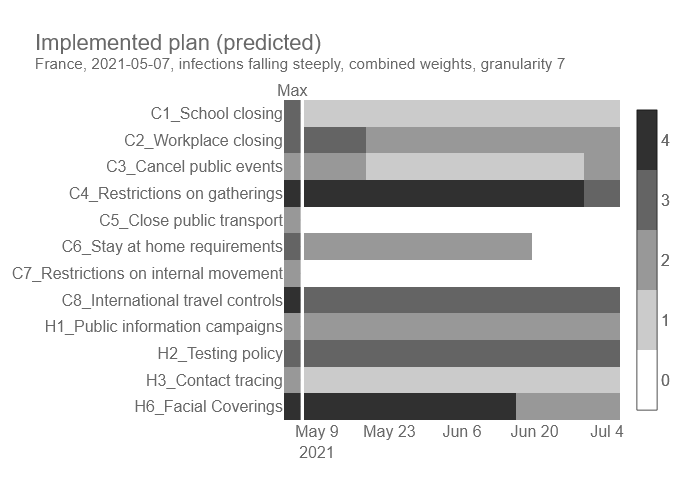 Implemented plan (predicted)
France, 2021-05-07, infections falling steeply, combined weights, granularity 7
Max
C1_School closing
C2_Workplace closing
C3_Cancel public events
C4_Restrictions on gatherings
C5_Close public transport
C6_Stay at home requirements
C7_Restrictions on internal movement
C8_International travel controls
H1_Public information campaigns
H2_Testing policy
H3_Contact tracing
H6_Facial Coverings
4
3
2
1
0
May 9 May 23 Jun 6 Jun 20 Jul 4
2021